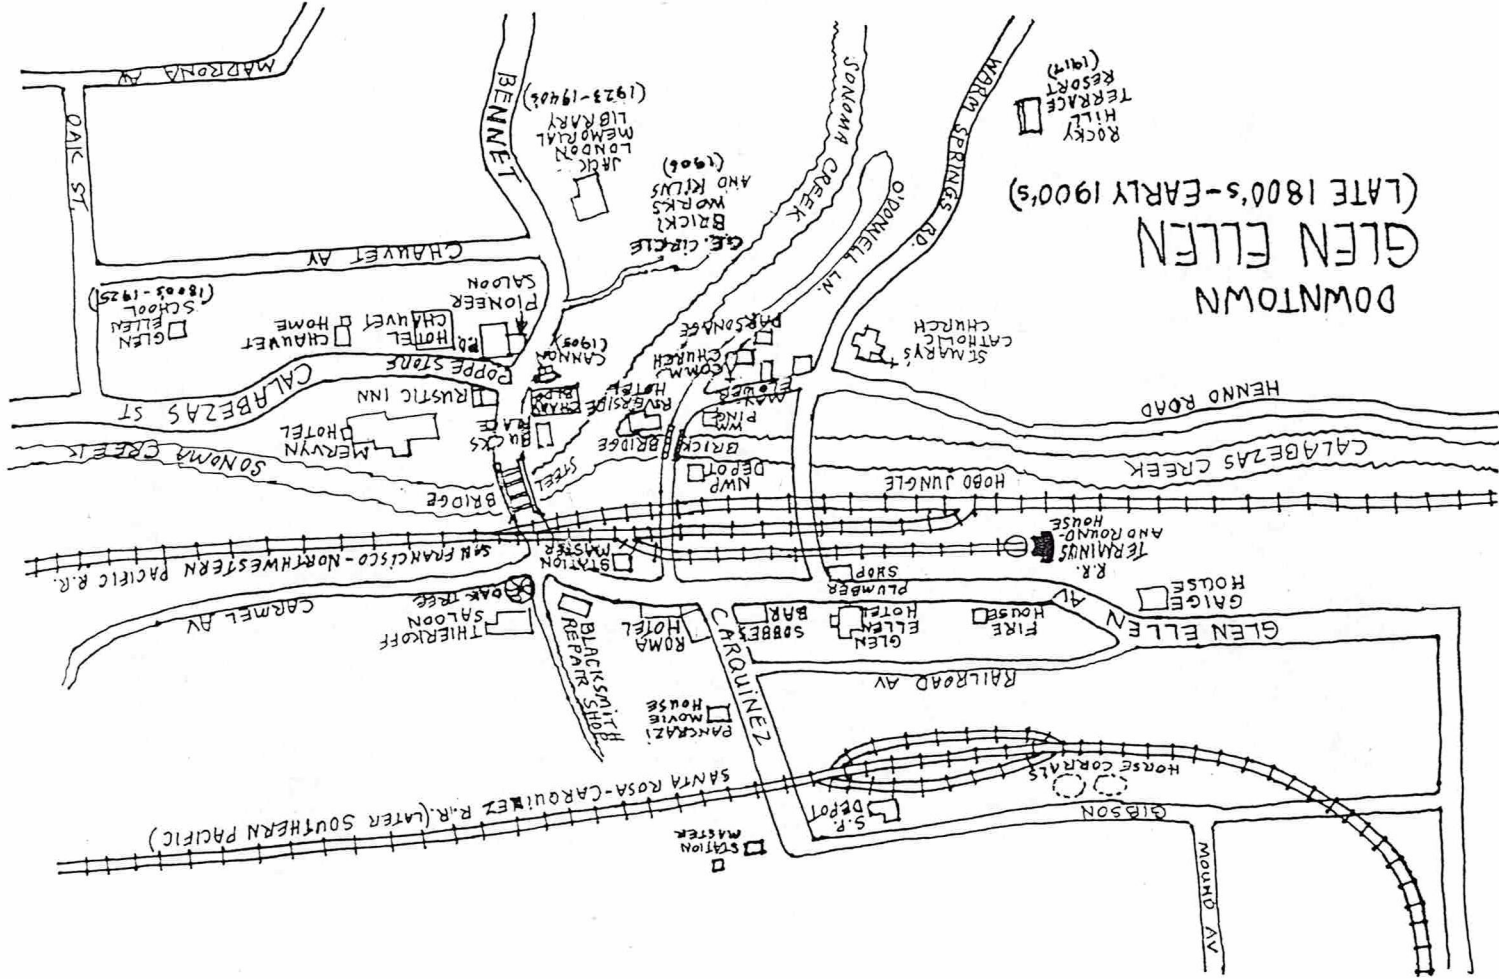 MOUND AV
GIBSON
HORSE CORRALS
S.P.
DEPOT
STATION
MASTER
SANTA ROSA-CARQUINEZ R.R. (LATER SOUTHERN PACIFIC)
RAILROAD AV
CARQUINEZ
PANCRAZI
MOVIE
HOUSE
BLACKSMITH
REPAIR SHOP
GLEN ELLEN AV
GAIGE
HOUSE
FIRE
HOUSE
GLEN
ELLEN
HOTEL
SOBBES
BAR
ROMA
HOTEL
THIERKOFF
SALOON
OAK TREE
CARMEL AV
PLUMBER
SHOP
R.R.
TERMINUS
AND ROUND-
HOUSE
STATION
MASTER
SAN FRANCISCO-NORTHWESTERN PACIFIC R.R.
HOBO JUNGLE
NWP
DEPOT
STEEL
BRIDGE
SONOMA CREEK
CALABEZAS CREEK
BRICK
BRIDGE
WM
PING
BUCKS
PLACE
MERVYN
HOTEL
HENNO ROAD
MAYFLOWER
RIVERSIDE
HOTEL
RUSTIC INN
CALABEZAS ST
ST. MARY'S
CATHOLIC
CHURCH
COMM.
CHURCH
PARSONAGE
CANNON
(1905)
POPPE STORE
P.O.
PIONEER
SALOON
HOTEL
CHAUVET
CHAUVET
HOME
GLEN
ELLEN
SCHOOL
(1800's-1925)
DOWNTOWN
GLEN ELLEN
(LATE 1800's-EARLY 1900's)
O'DONNELL LN.
G.E. CIRCLE
CHAUVET AV
BRICK
WORKS
AND KILNS
(1906)
WARM SPRINGS RD.
SONOMA CREEK
JACK
LONDON
MEMORIAL
LIBRARY
(1923-1940's)
BENNET
OAK ST.
ROCKY
HILL
TERRACE
RESORT
(1917)
MADRONA AV